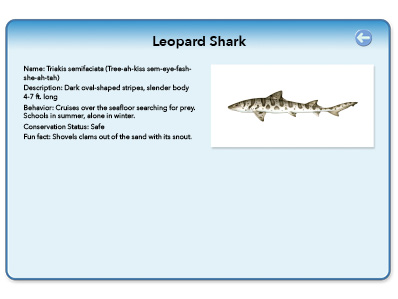 Leopard Shark
Name: Triakis semifaciata (Tree-ah-kiss sem-eye-fash-
she-ah-tah)
Description: Dark oval-shaped stripes, slender body
4-7 ft. long
Behavior: Cruises over the seafloor searching for prey.
Schools in summer, alone in winter.
Conservation Status: Safe
Fun fact: Shovels clams out of the sand with its snout.